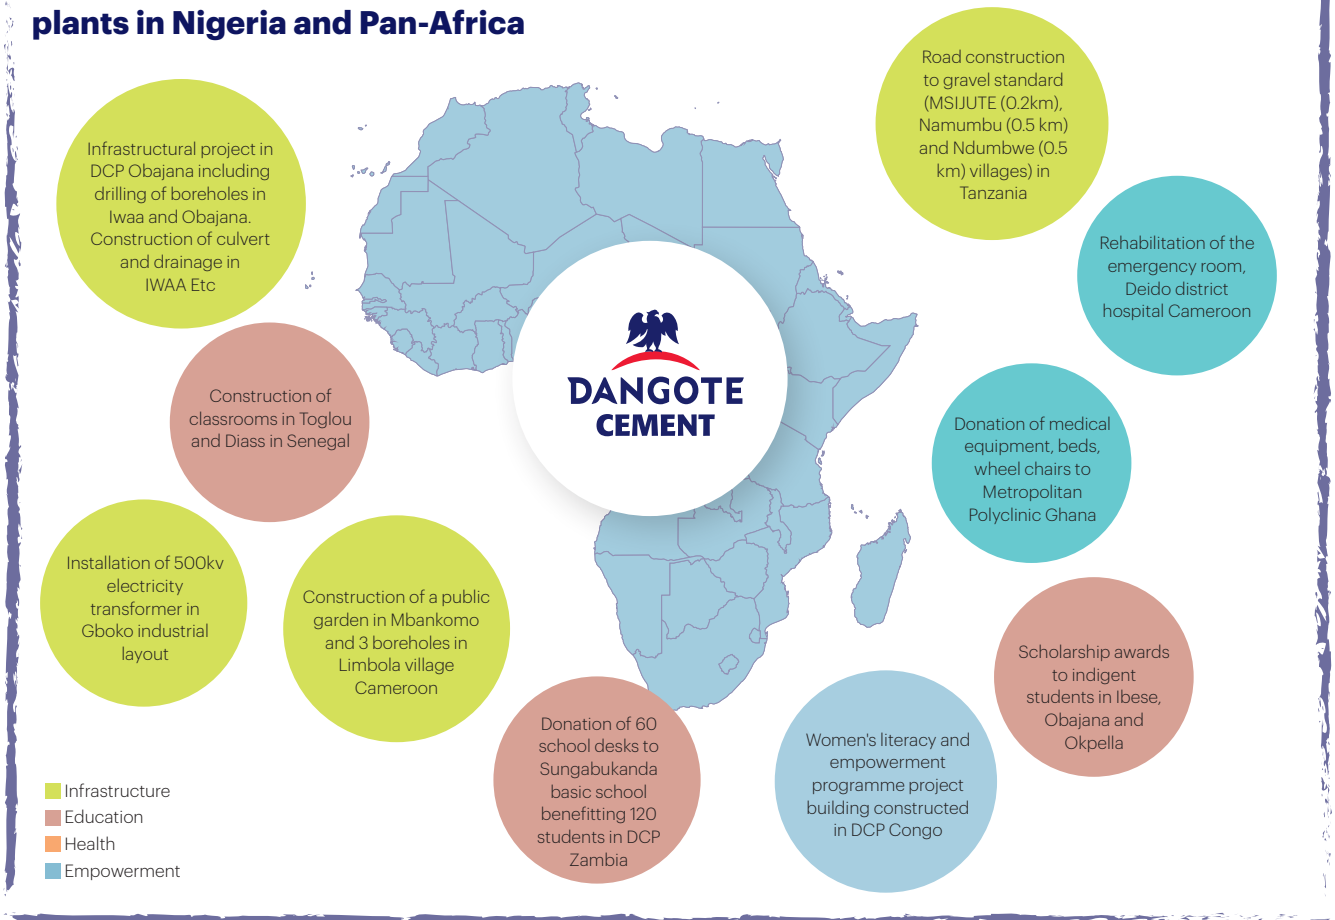 plants in Nigeria and Pan-Africa
Infrastructural project in
DCP Obajana including
drilling of boreholes in
Iwaa and Obajana.
Construction of culvert
and drainage in
IWAA Etc
Road construction
to gravel standard
(MSIJUTE (0.2km),
Namumbu (0.5 km)
and Ndumbwe (0.5
km) villages) in
Tanzania
Rehabilitation of the
emergency room,
Deido district
hospital Cameroon
DANGOTE
CEMENT
Construction of
classrooms in Toglou
and Diass in Senegal
Donation of medical
equipment, beds,
wheel chairs to
Metropolitan
Polyclinic Ghana
Installation of 500kv
electricity
transformer in
Gboko industrial
layout
Construction of a public
garden in Mbankomo
and 3 boreholes in
Limbola village
Cameroon
Scholarship awards
to indigent
students in Ibese,
Obajana and
Okpella
Donation of 60
school desks to
Sungabukanda
basic school
benefitting 120
students in DCP
Zambia
Women's literacy and
empowerment
programme project
building constructed
in DCP Congo
Infrastructure
Education
Health
Empowerment